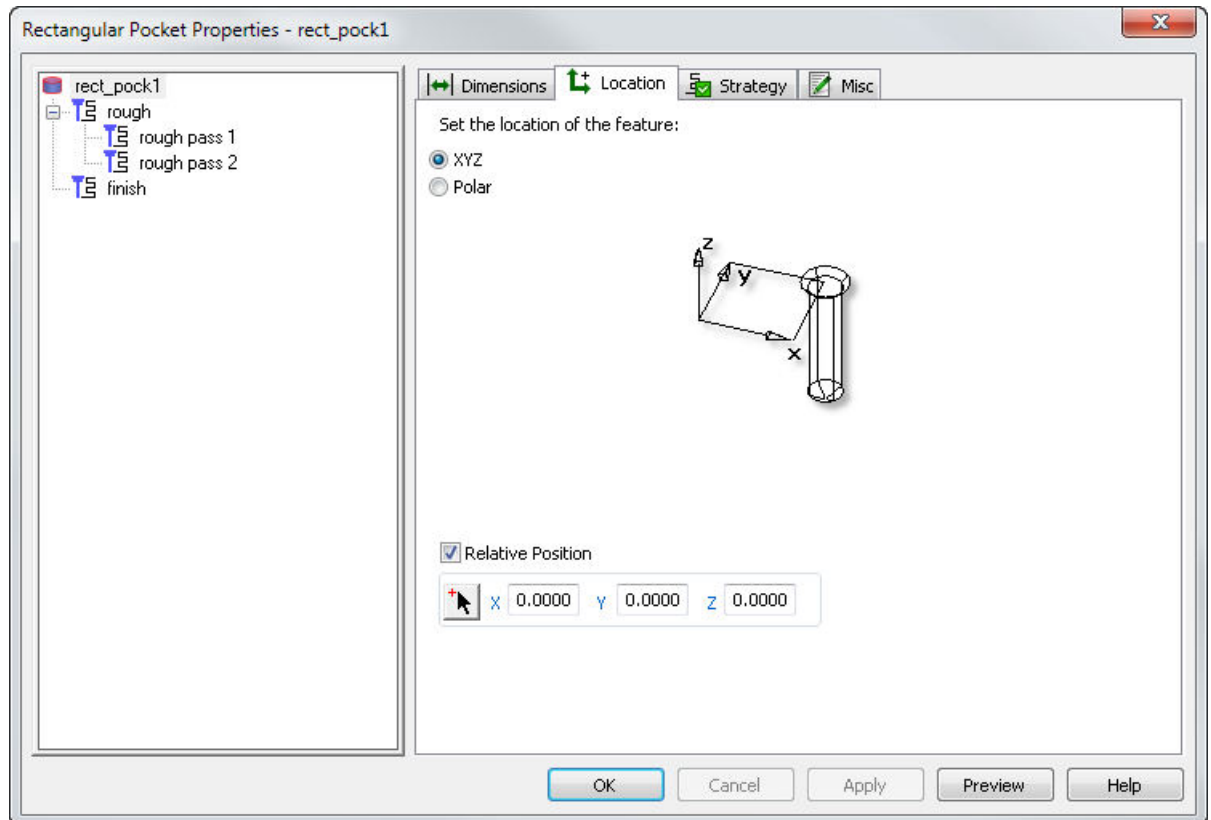 Rectangular Pocket Properties - rect_pock1
rect_pock1
rough
rough pass 1
rough pass 2
finish
Dimensions Location Strategy Misc
Set the location of the feature:
XYZ
Polar
z
y
x
Relative Position
X 0.0000 Y 0.0000 Z 0.0000
OK Cancel Apply Preview Help